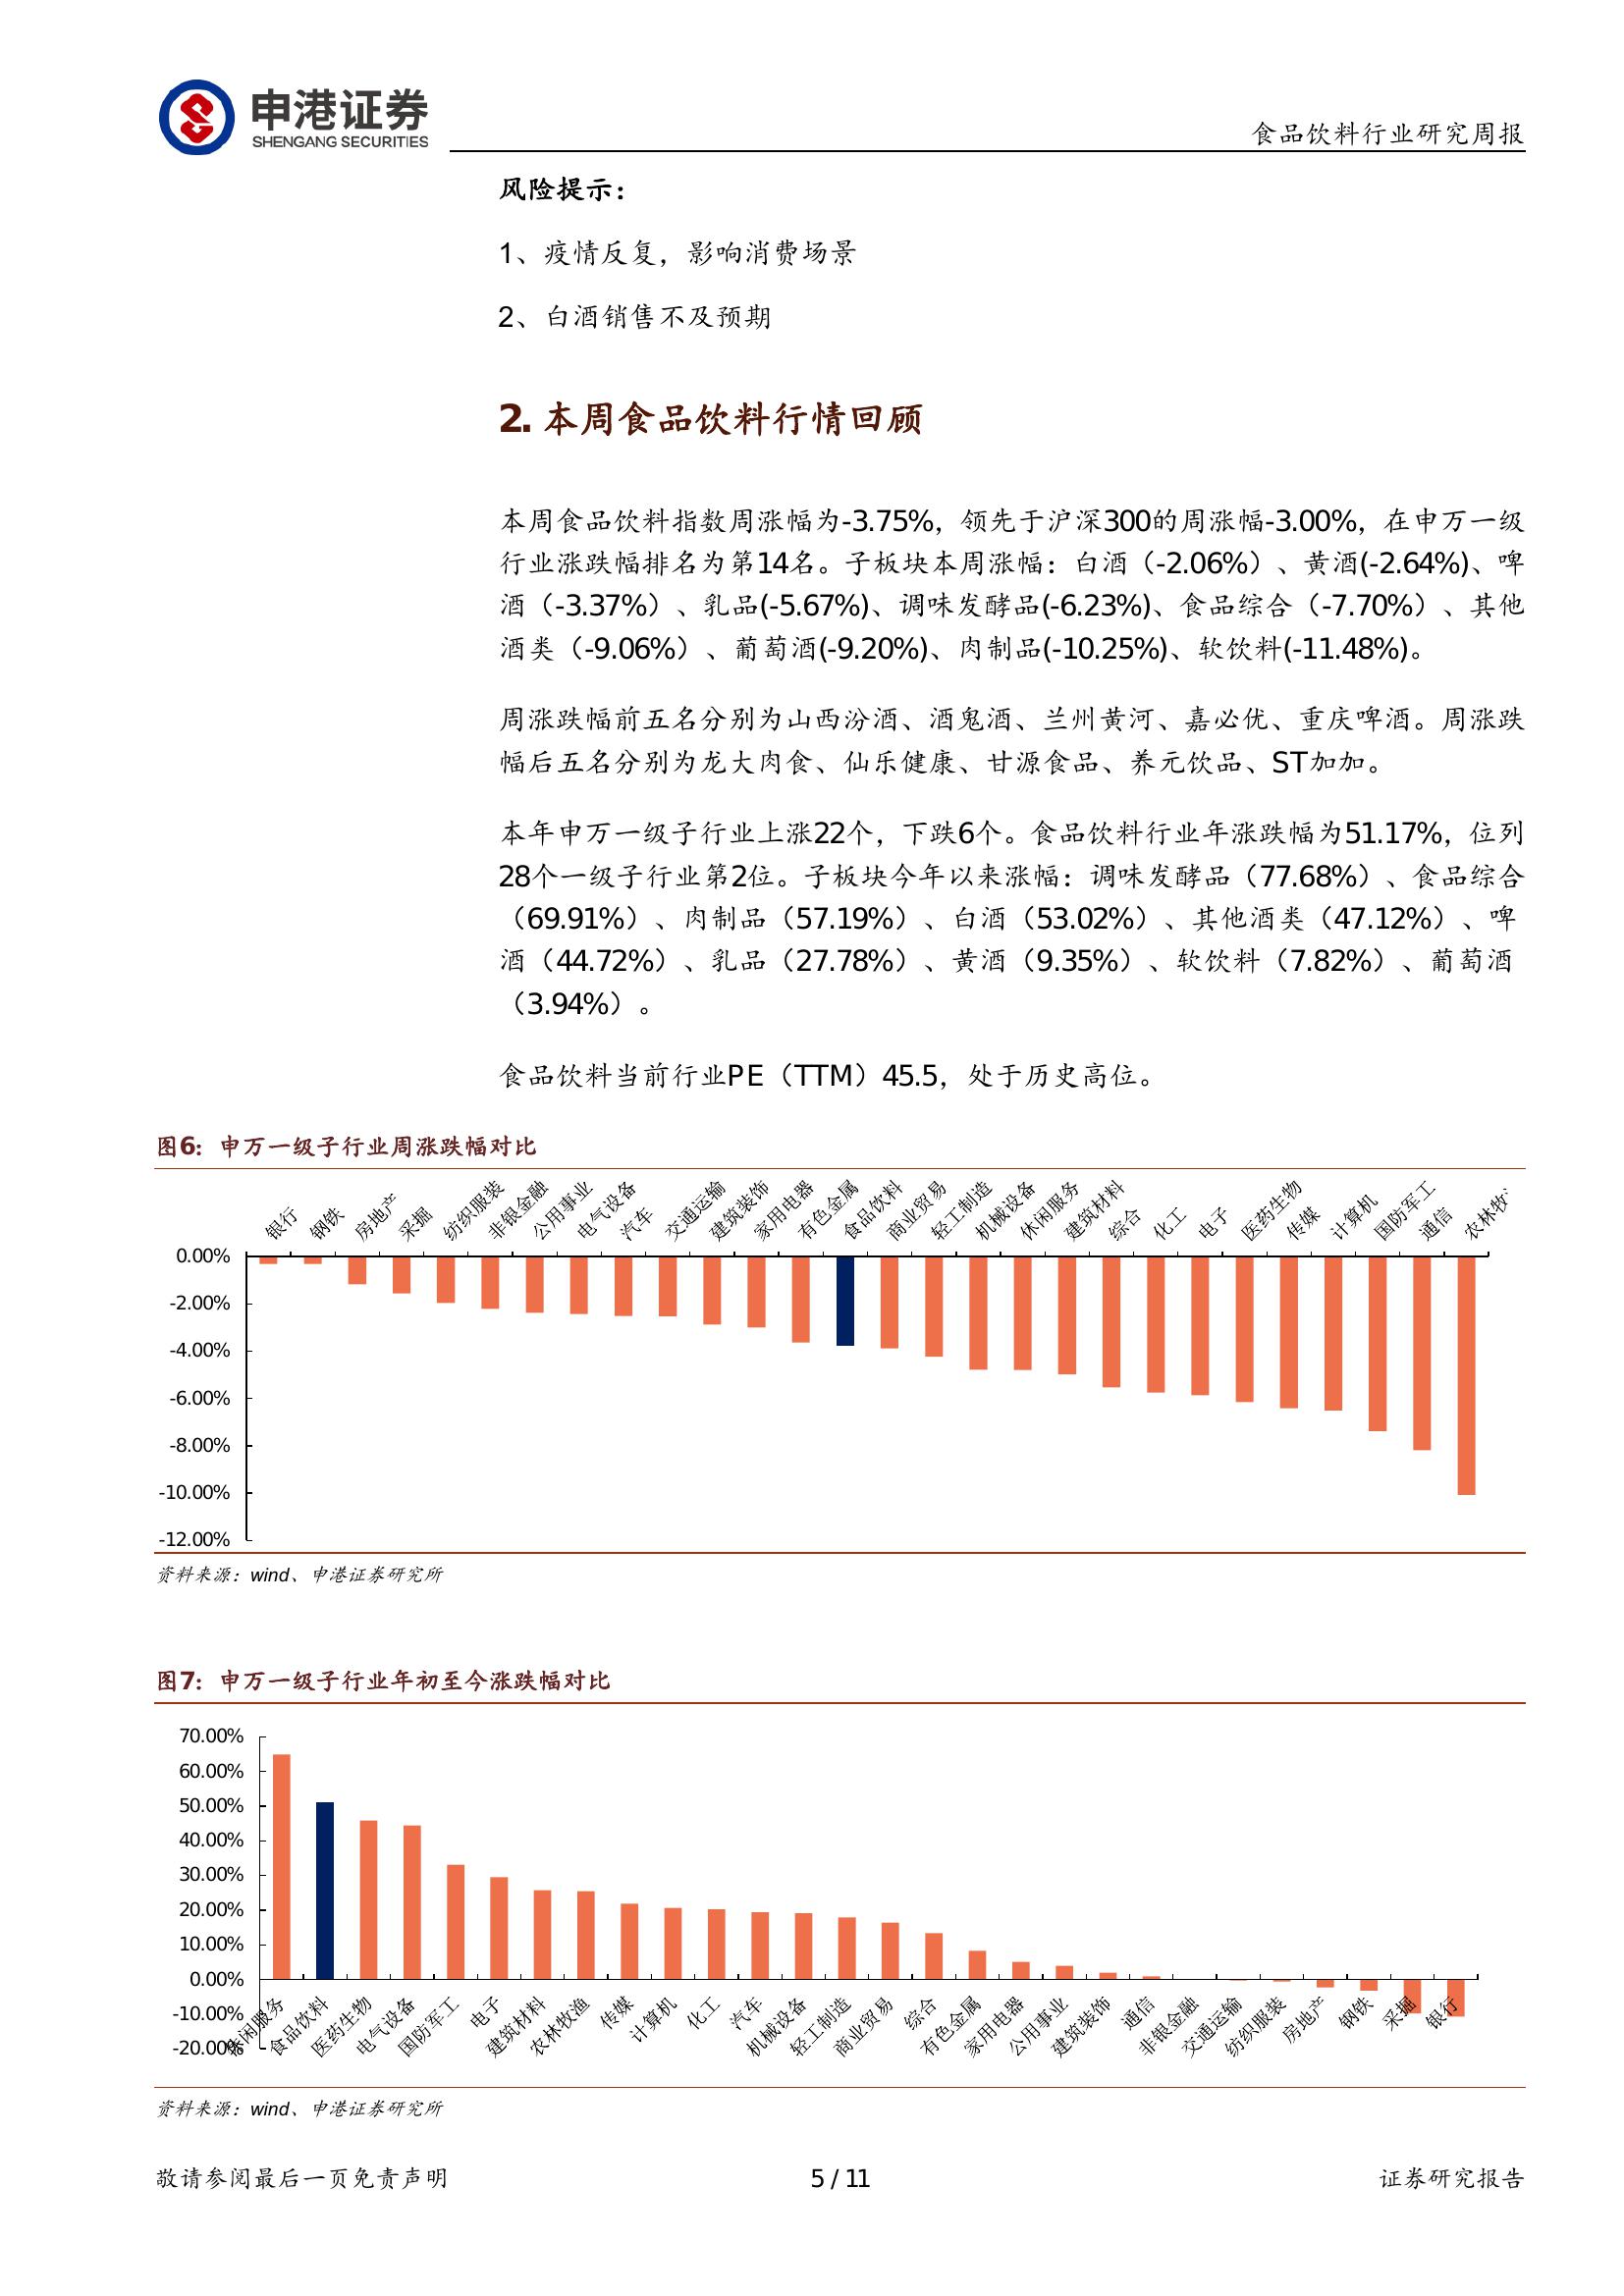 申港证券
SHENGANG SECURITIES
食品饮料行业研究周报
风险提示：
1、疫情反复，影响消费场景
2、白酒销售不及预期
2. 本周食品饮料行情回顾
本周食品饮料指数周涨幅为-3.75%，领先于沪深300的周涨幅-3.00%，在申万一级
行业涨跌幅排名为第14名。子板块本周涨幅：白酒（-2.06%）、黄酒(-2.64%)、啤
酒（-3.37%）、乳品(-5.67%)、调味发酵品(-6.23%)、食品综合（-7.70%）、其他
酒类（-9.06%）、葡萄酒(-9.20%)、肉制品(-10.25%)、软饮料(-11.48%)。
周涨跌幅前五名分别为山西汾酒、酒鬼酒、兰州黄河、嘉必优、重庆啤酒。周涨跌
幅后五名分别为龙大肉食、仙乐健康、甘源食品、养元饮品、ST加加。
本年申万一级子行业上涨22个，下跌6个。食品饮料行业年涨跌幅为51.17%，位列
28个一级子行业第2位。子板块今年以来涨幅：调味发酵品（77.68%）、食品综合
（69.91%）、肉制品（57.19%）、白酒（53.02%）、其他酒类（47.12%）、啤
酒（44.72%）、乳品（27.78%）、黄酒（9.35%）、软饮料（7.82%）、葡萄酒
（3.94%）。
食品饮料当前行业PE（TTM）45.5，处于历史高位。
图6：申万一级子行业周涨跌幅对比
银行 钢铁 房地产 采掘 纺织服装 非银金融 公用事业 电气设备 汽车 交通运输 建筑装饰 家用电器 有色金属 食品饮料 商业贸易 轻工制造 机械设备 休闲服务 建筑材料 综合 化工 电子 医药生物 传媒 计算机 国防军工 通信 农林牧
0.00%
-2.00%
-4.00%
-6.00%
-8.00%
-10.00%
-12.00%
资料来源：wind、申港证券研究所
图7：申万一级子行业年初至今涨跌幅对比
70.00%
60.00%
50.00%
40.00%
30.00%
20.00%
10.00%
0.00%
-10.00%
-20.00%
休闲服务 食品饮料 医药生物 电气设备 国防军工 电子 建筑材料 农林牧渔 传媒 计算机 化工 汽车 机械设备 轻工制造 商业贸易 综合 有色金属 家用电器 公用事业 建筑装饰 通信 非银金融 交通运输 纺织服装 房地产 钢铁 采掘 银行
资料来源：wind、申港证券研究所
敬请参阅最后一页免责声明
5 / 11
证券研究报告